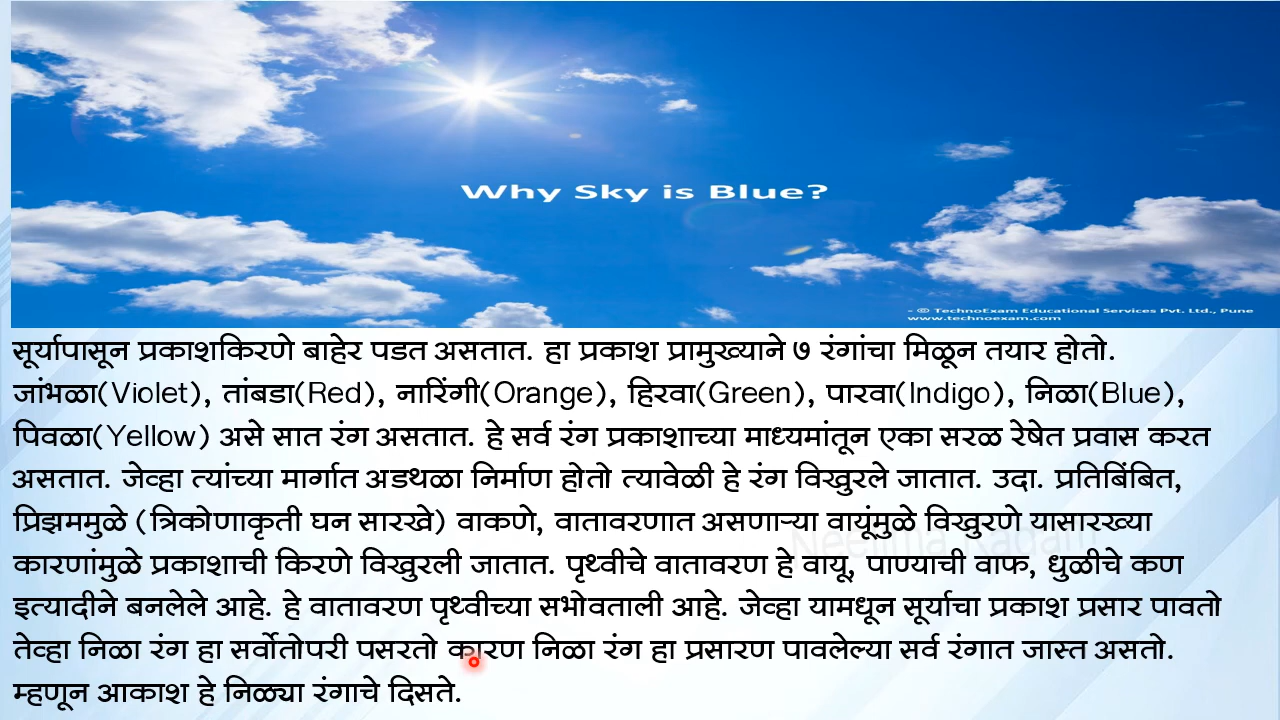 Why Sky is Blue?
- © TechnoExam Educational Services Pvt. Ltd., Pune
www.technoexam.com
सूर्यापासून प्रकाशकिरणे बाहेर पडत असतात. हा प्रकाश प्रामुख्याने ७ रंगांचा मिळून तयार होतो.
जांभळा(Violet), तांबडा(Red), नारिंगी(Orange), हिरवा(Green), पारवा(Indigo), निळा(Blue),
पिवळा(Yellow) असे सात रंग असतात. हे सर्व रंग प्रकाशाच्या माध्यमांतून एका सरळ रेषेत प्रवास करत
असतात. जेव्हा त्यांच्या मार्गात अडथळा निर्माण होतो त्यावेळी हे रंग विखुरले जातात. उदा. प्रतिबिंबित,
प्रिझममुळे (त्रिकोणाकृती घन सारखे) वाकणे, वातावरणात असणाऱ्या वायूंमुळे विखुरणे यासारख्या
कारणांमुळे प्रकाशाची किरणे विखुरली जातात. पृथ्वीचे वातावरण हे वायू, पाण्याची वाफ, धुळीचे कण
इत्यादीने बनलेले आहे. हे वातावरण पृथ्वीच्या सभोवताली आहे. जेव्हा यामधून सूर्याचा प्रकाश प्रसार पावतो
तेव्हा निळा रंग हा सर्वोतोपरी पसरतो कारण निळा रंग हा प्रसारण पावलेल्या सर्व रंगात जास्त असतो.
म्हणून आकाश हे निळ्या रंगाचे दिसते.
Neelima Kadam